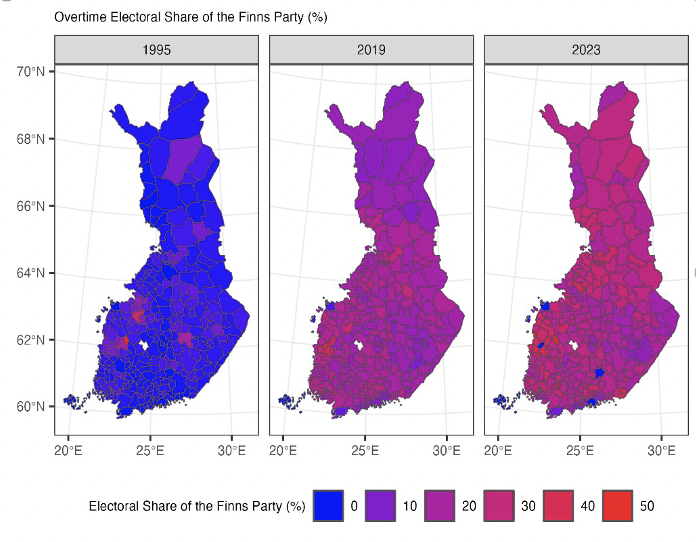 Overtime Electoral Share of the Finns Party (%)
1995 2019 2023
70°N
68°N
66°N
64°N
62°N
60°N
20°E 25°E 30°E 20°E 25°E 30°E 20°E 25°E 30°E
Electoral Share of the Finns Party (%) 0 10 20 30 40 50